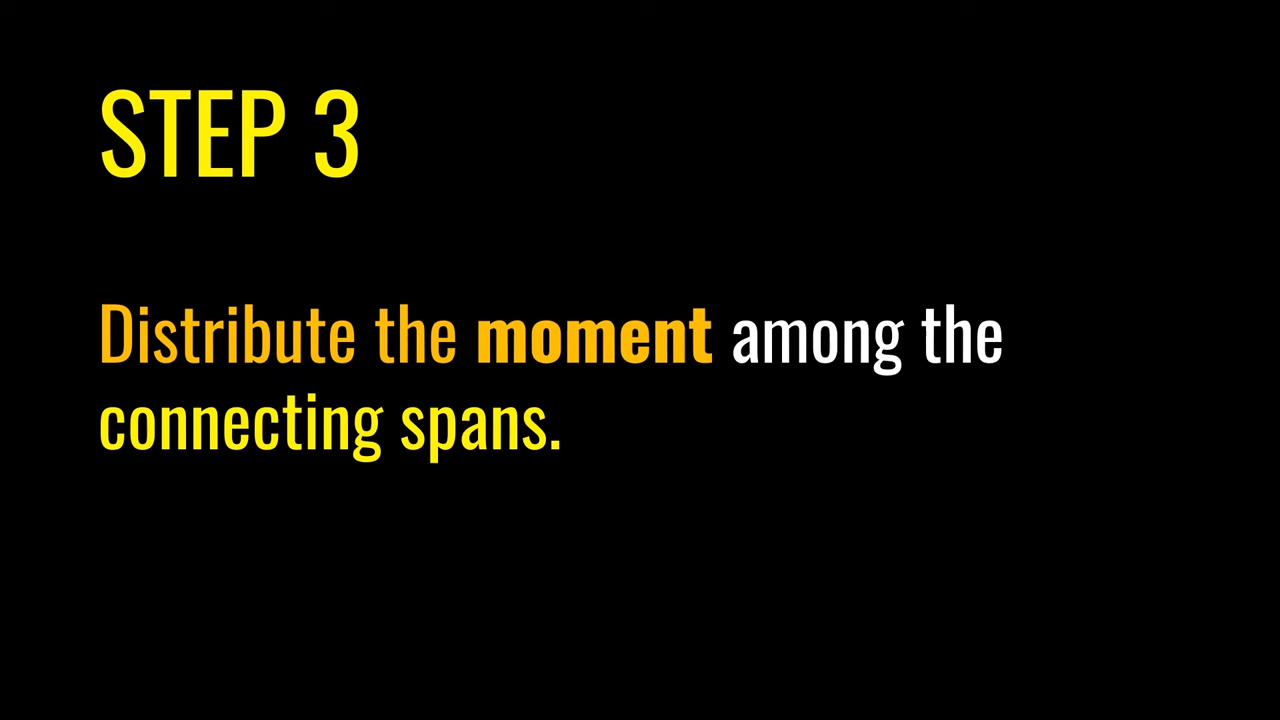 STEP 3
Distribute the moment among the
connecting spans.